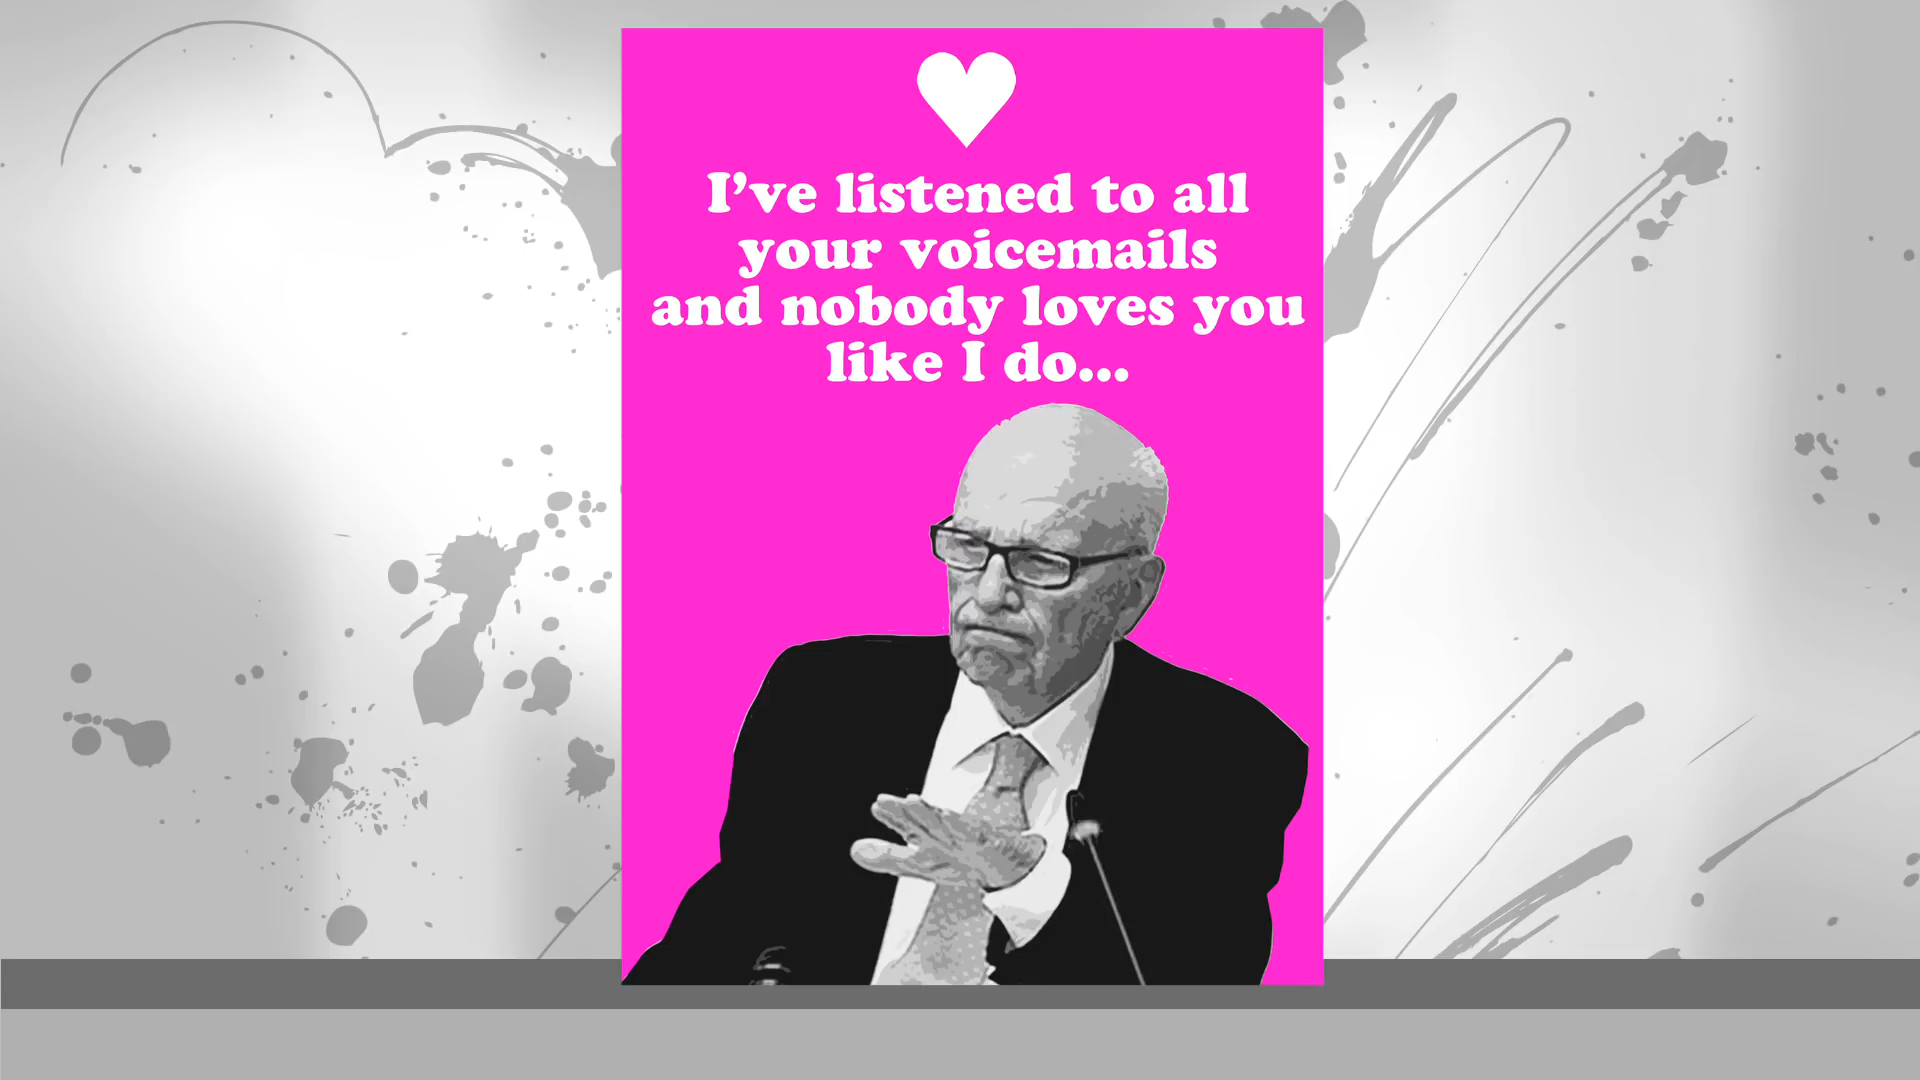 I’ve listened to all
your voicemails
and nobody loves you
like I do...